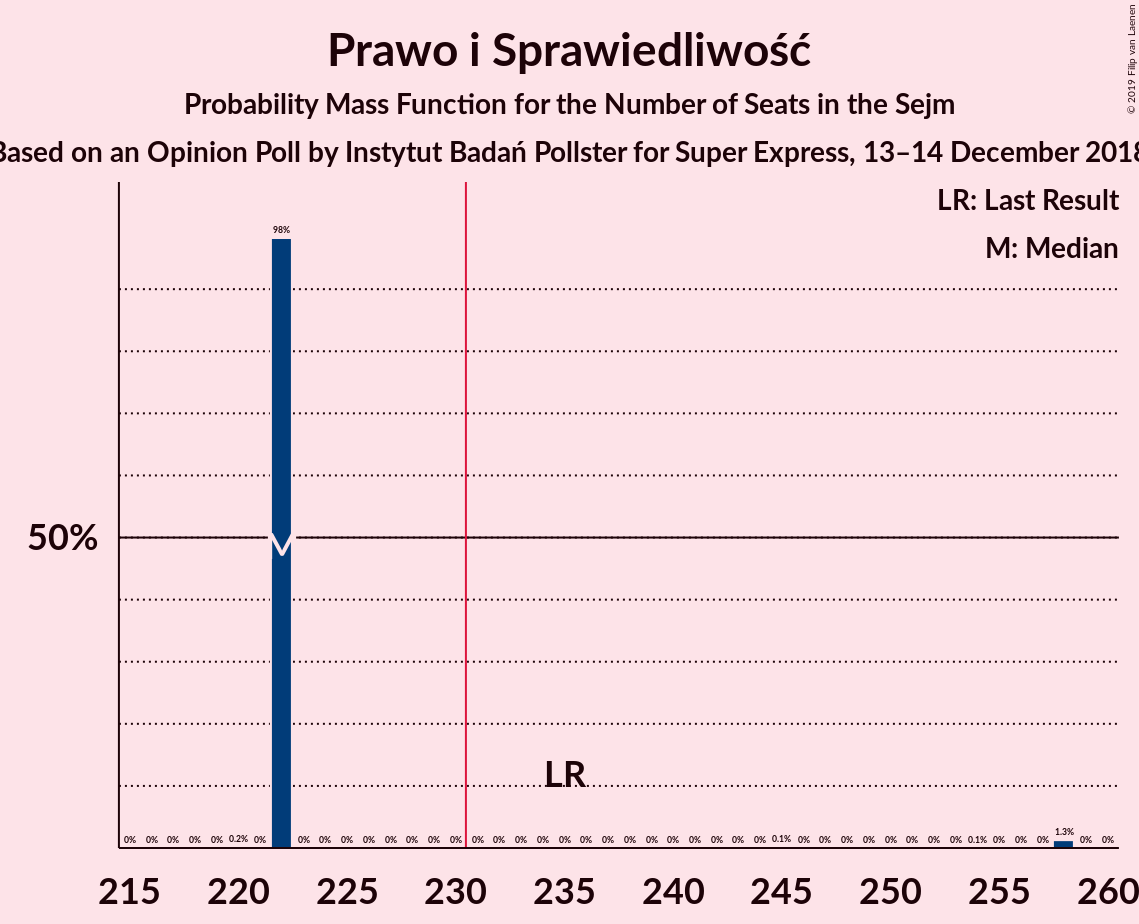 Prawo i Sprawiedliwość
Probability Mass Function for the Number of Seats in the Sejm
Based on an Opinion Poll by Instytut Badań Pollster for Super Express, 13–14 December 2018
© 2019 Filip van Laenen
LR: Last Result
M: Median
98%
50%
LR
0% 0% 0% 0% 0% 0.2% 0% 0% 0% 0% 0% 0% 0% 0% 0% 0% 0% 0% 0% 0% 0% 0% 0% 0% 0% 0% 0% 0% 0% 0.1% 0% 0% 0% 0% 0% 0% 0% 0% 0.1% 0% 0% 0% 1.3% 0% 0%
215 220 225 230 235 240 245 250 255 260